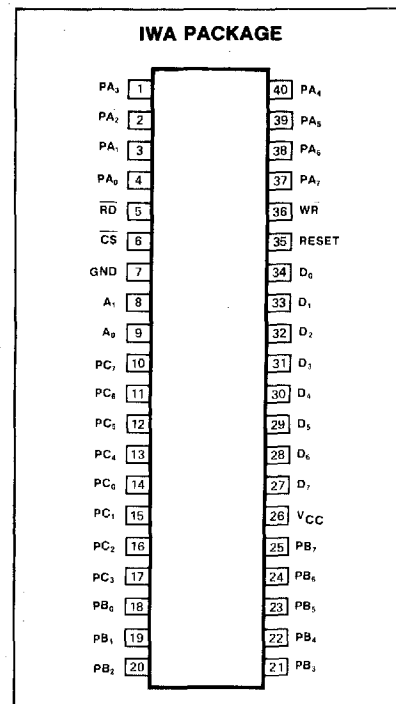 IWA PACKAGE
PA₃ 1 40 PA₄
PA₂ 2 39 PA₅
PA₁ 3 38 PA₆
PA₀ 4 37 PA₇
R̅D̅ 5 36 WR
C̅S̅ 6 35 RESET
GND 7 34 D₀
A₁ 8 33 D₁
A₀ 9 32 D₂
PC₇ 10 31 D₃
PC₆ 11 30 D₄
PC₅ 12 29 D₅
PC₄ 13 28 D₆
PC₀ 14 27 D₇
PC₁ 15 26 VCC
PC₂ 16 25 PB₇
PC₃ 17 24 PB₆
PB₀ 18 23 PB₅
PB₁ 19 22 PB₄
PB₂ 20 21 PB₃